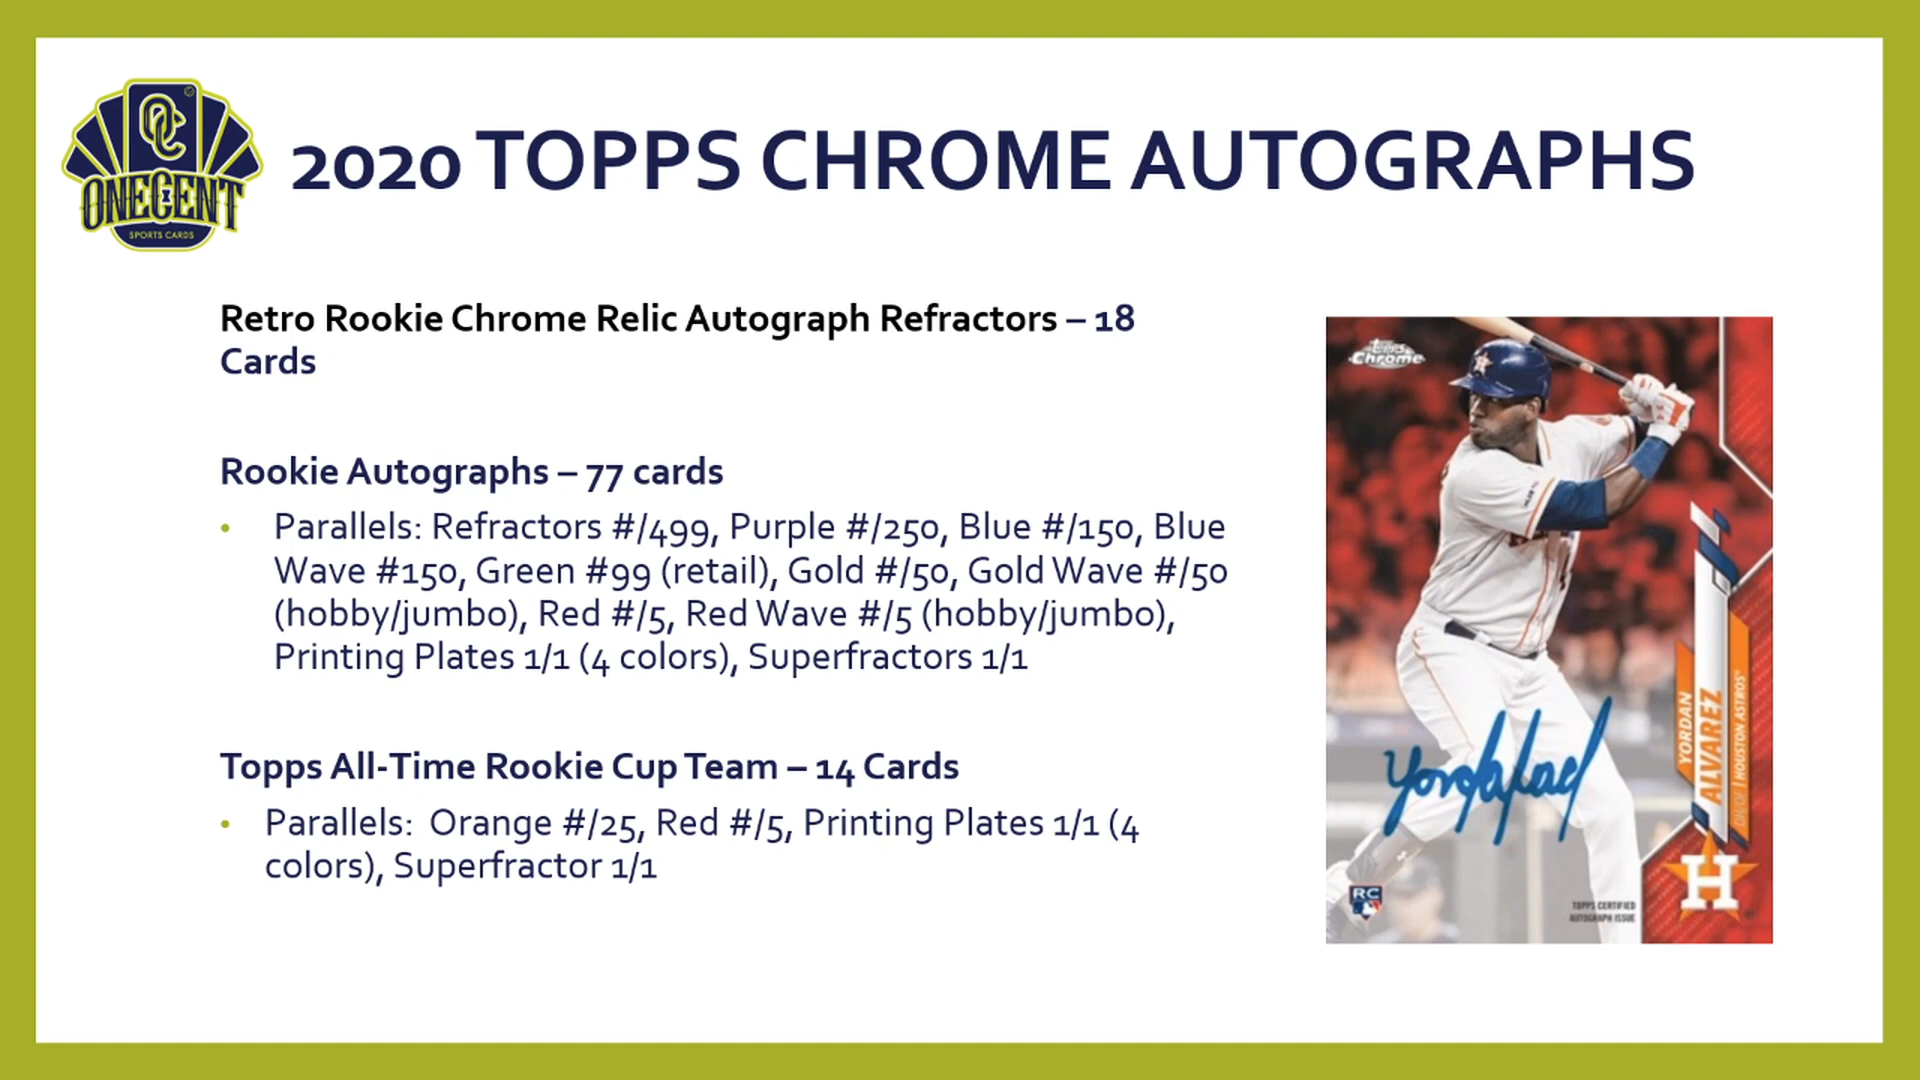 OC
ONECENT
SPORTS CARDS
2020 TOPPS CHROME AUTOGRAPHS
Retro Rookie Chrome Relic Autograph Refractors – 18
Cards
Rookie Autographs – 77 cards
• Parallels: Refractors #/499, Purple #/250, Blue #/150, Blue
Wave #150, Green #99 (retail), Gold #/50, Gold Wave #/50
(hobby/jumbo), Red #/5, Red Wave #/5 (hobby/jumbo),
Printing Plates 1/1 (4 colors), Superfractors 1/1
Topps All-Time Rookie Cup Team – 14 Cards
• Parallels: Orange #/25, Red #/5, Printing Plates 1/1 (4
colors), Superfractor 1/1
Topps
Chrome
YORDAN
ALVAREZ
DH/OF | HOUSTON ASTROS
H
RC
TOPPS CERTIFIED
AUTOGRAPH ISSUE